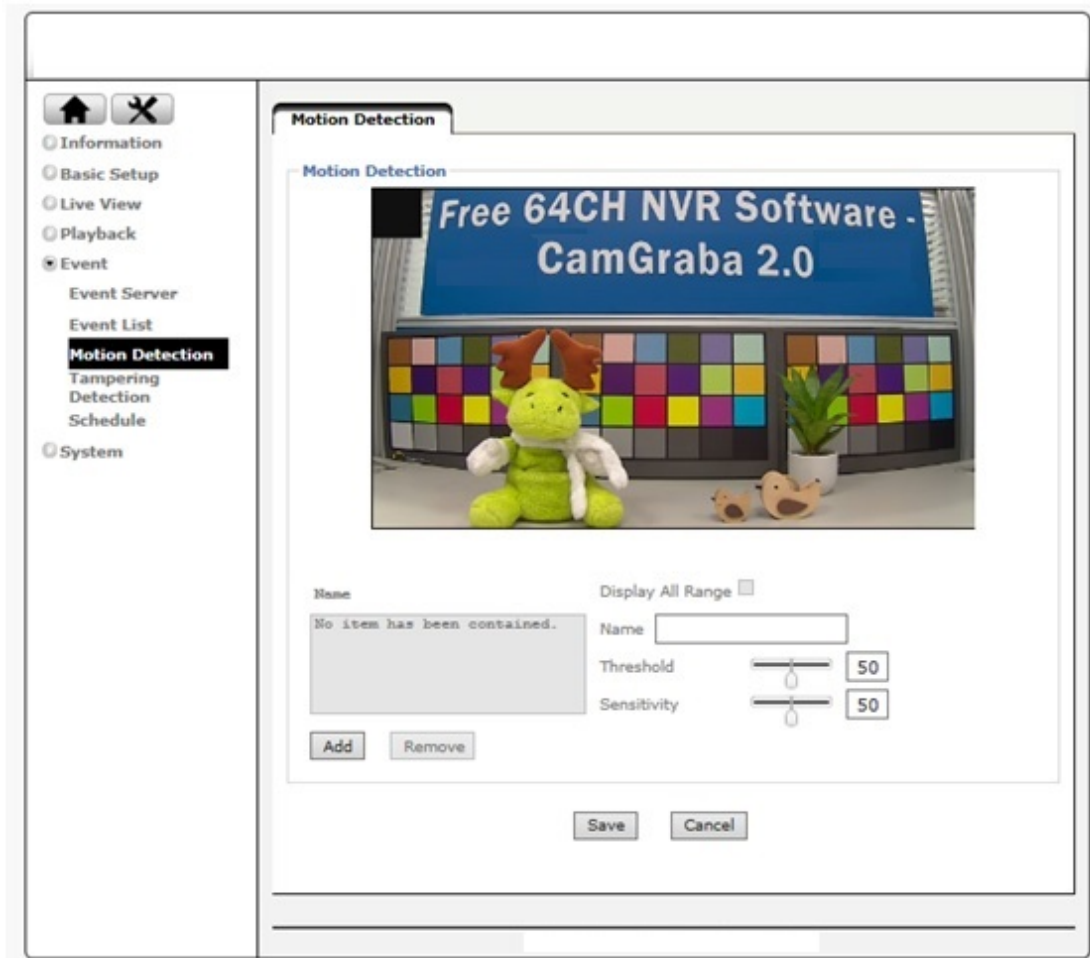 Motion Detection
Information
Basic Setup
Live View
Playback
Event
Event Server
Event List
Motion Detection
Tampering
Detection
Schedule
System
Motion Detection
Free 64CH NVR Software -
CamGraba 2.0
Name
No item has been contained.
Display All Range
Name
Threshold 50
Sensitivity 50
Add Remove
Save Cancel